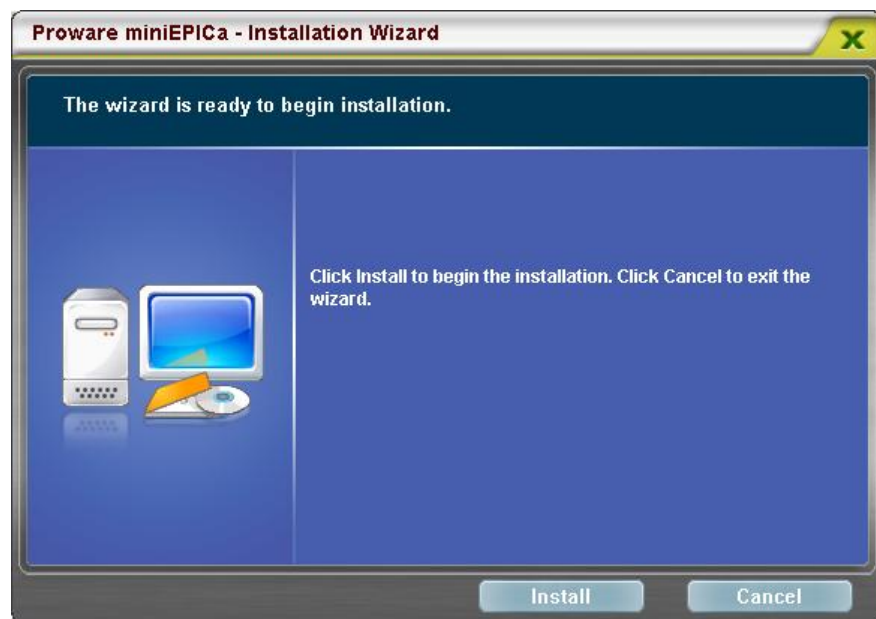 Proware miniEPICa - Installation Wizard
The wizard is ready to begin installation.
Click Install to begin the installation. Click Cancel to exit the
wizard.
Install
Cancel